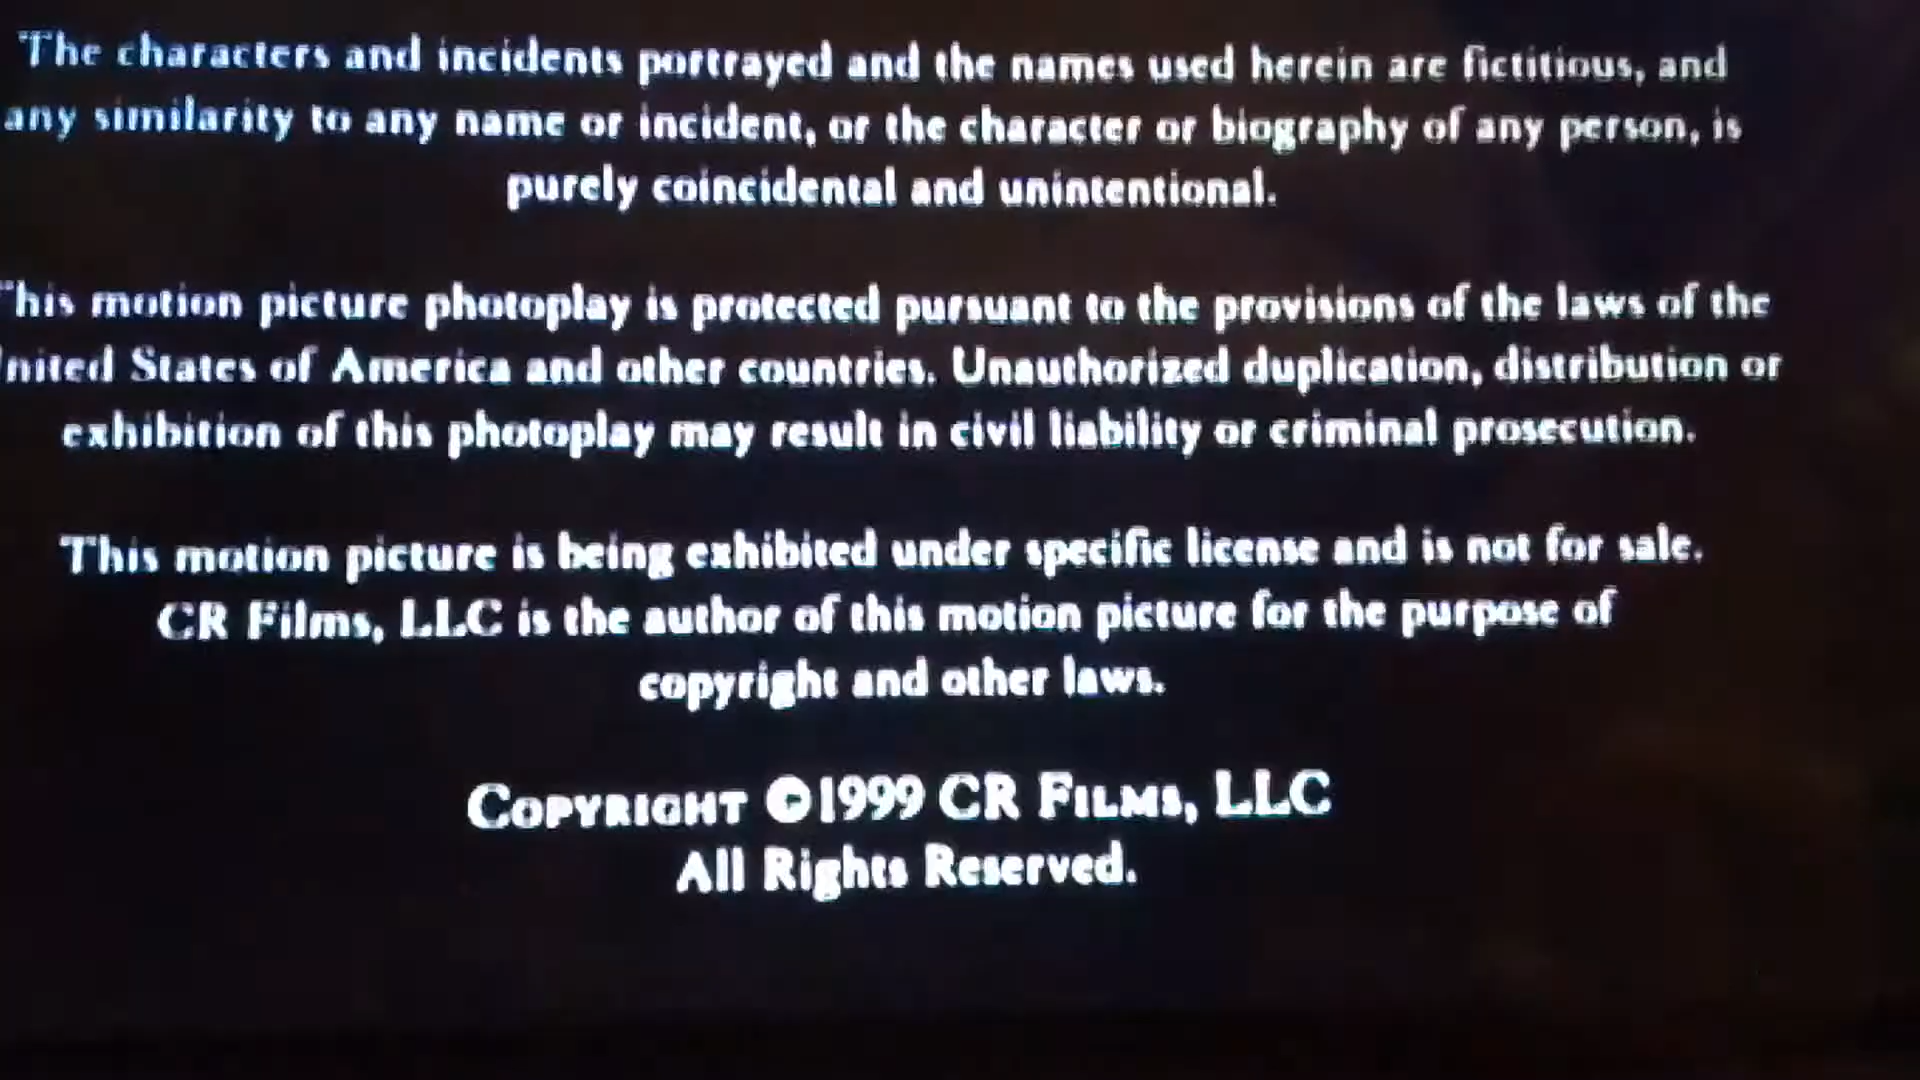 The characters and incidents portrayed and the names used herein are fictitious, and
any similarity to any name or incident, or the character or biography of any person, is
purely coincidental and unintentional.
his motion picture photoplay is protected pursuant to the provisions of the laws of the
nited States of America and other countries. Unauthorized duplication, distribution or
exhibition of this photoplay may result in civil liability or criminal prosecution.
This motion picture is being exhibited under specific license and is not for sale.
CR Films, LLC is the author of this motion picture for the purpose of
copyright and other laws.
COPYRIGHT ©1999 CR FILMS, LLC
All Rights Reserved.